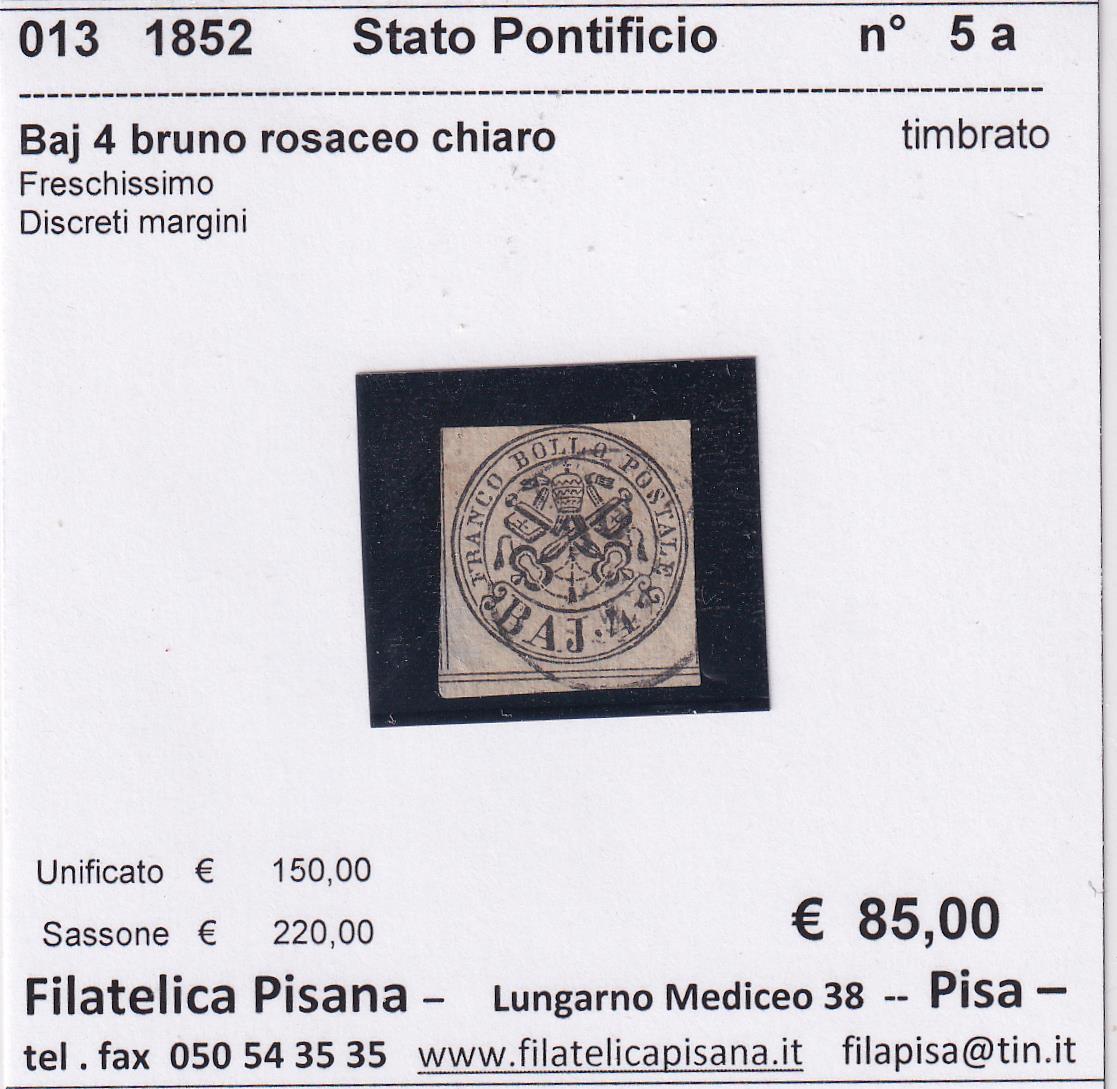 013 1852 Stato Pontificio n° 5 a
--------------------------------------------------------------------------------
Baj 4 bruno rosaceo chiaro timbrato
Freschissimo
Discreti margini
FRANCO BOLLO POSTALE
BAJ. 4
Unificato € 150,00
Sassone € 220,00
€ 85,00
Filatelica Pisana – Lungarno Mediceo 38 -- Pisa –
tel . fax 050 54 35 35 www.filatelicapisana.it filapisa@tin.it